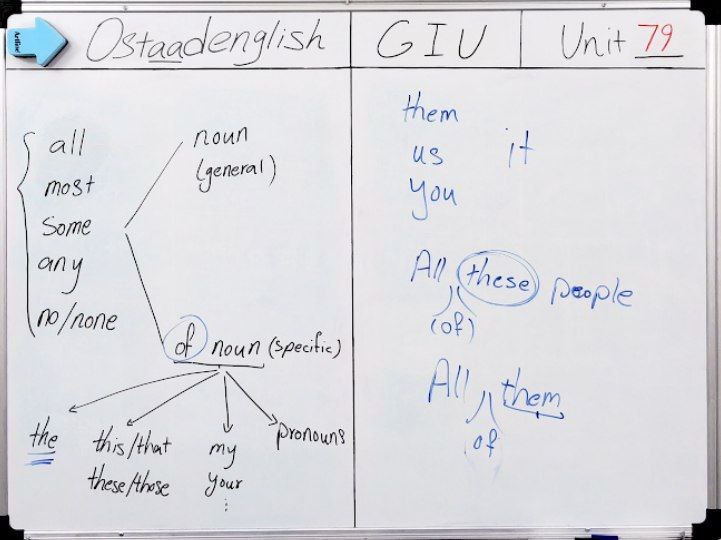 Artline
Ostaadenglish
GIU
Unit 79
all
most
some
any
no/none
noun
(general)
of noun (specific)
the
this/that
these/those
my
your
⋮
pronouns
them
us it
you
All these people
(of)
All them
of